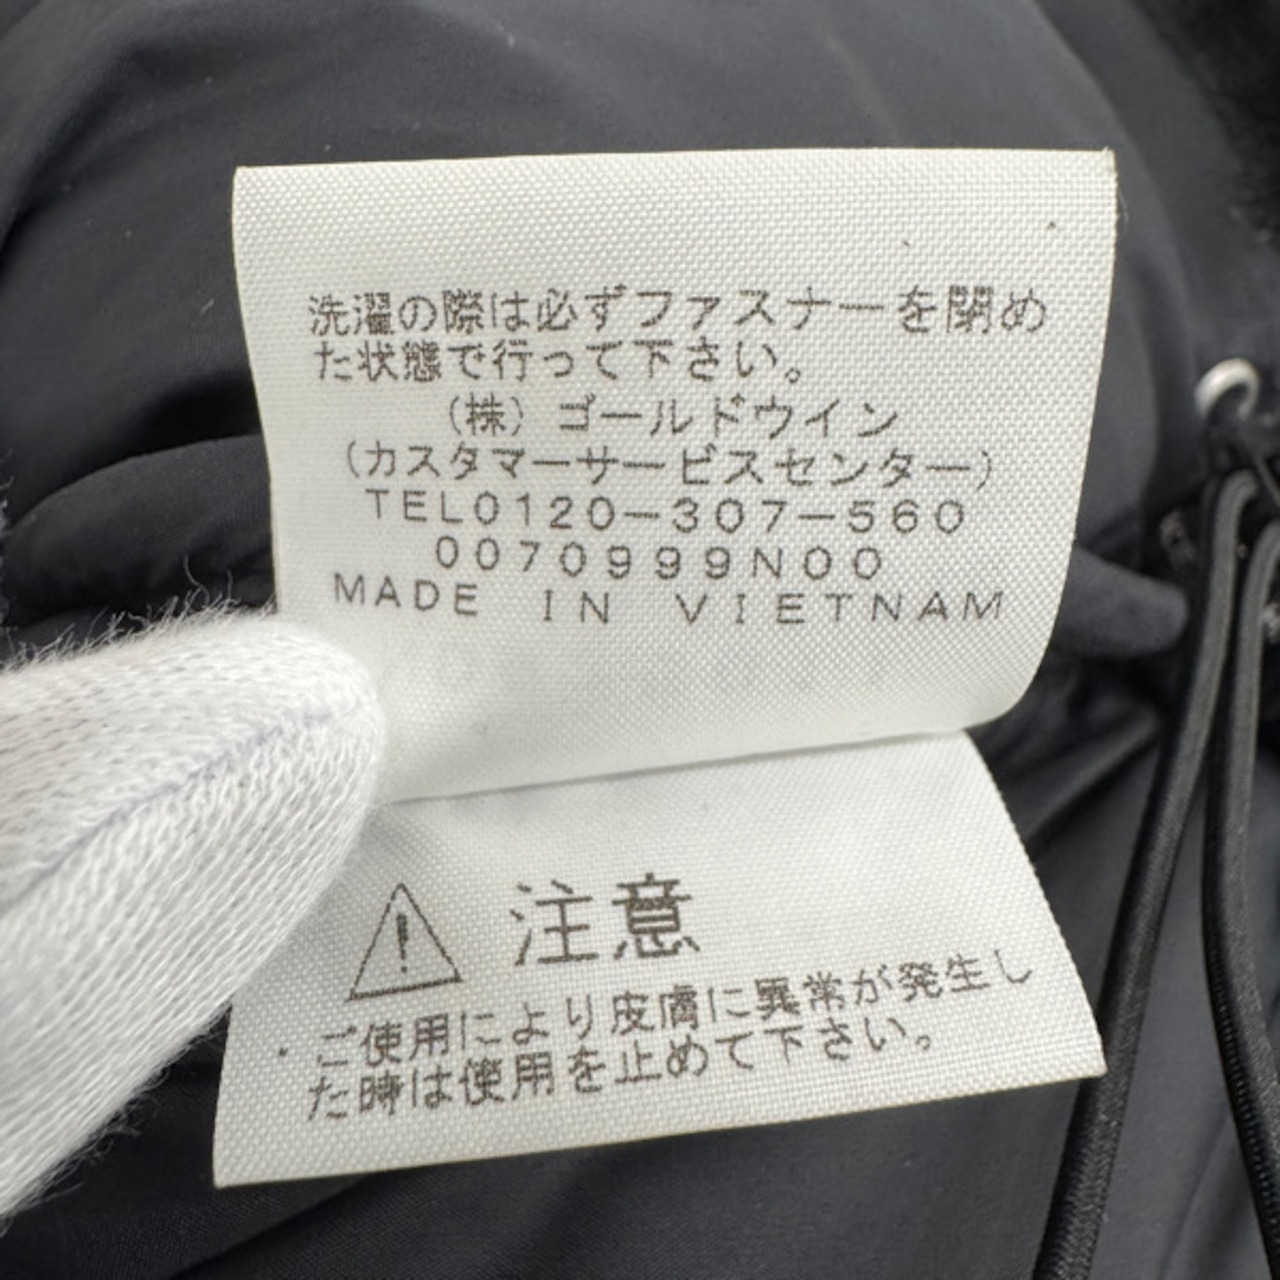 洗濯の際は必ずファスナーを閉め
た状態で行って下さい。
(株) ゴールドウイン
(カスタマーサービスセンター)
TEL0120-307-560
0070999N00
MADE IN VIETNAM
注意
・ご使用により皮膚に異常が発生し
た時は使用を止めて下さい。